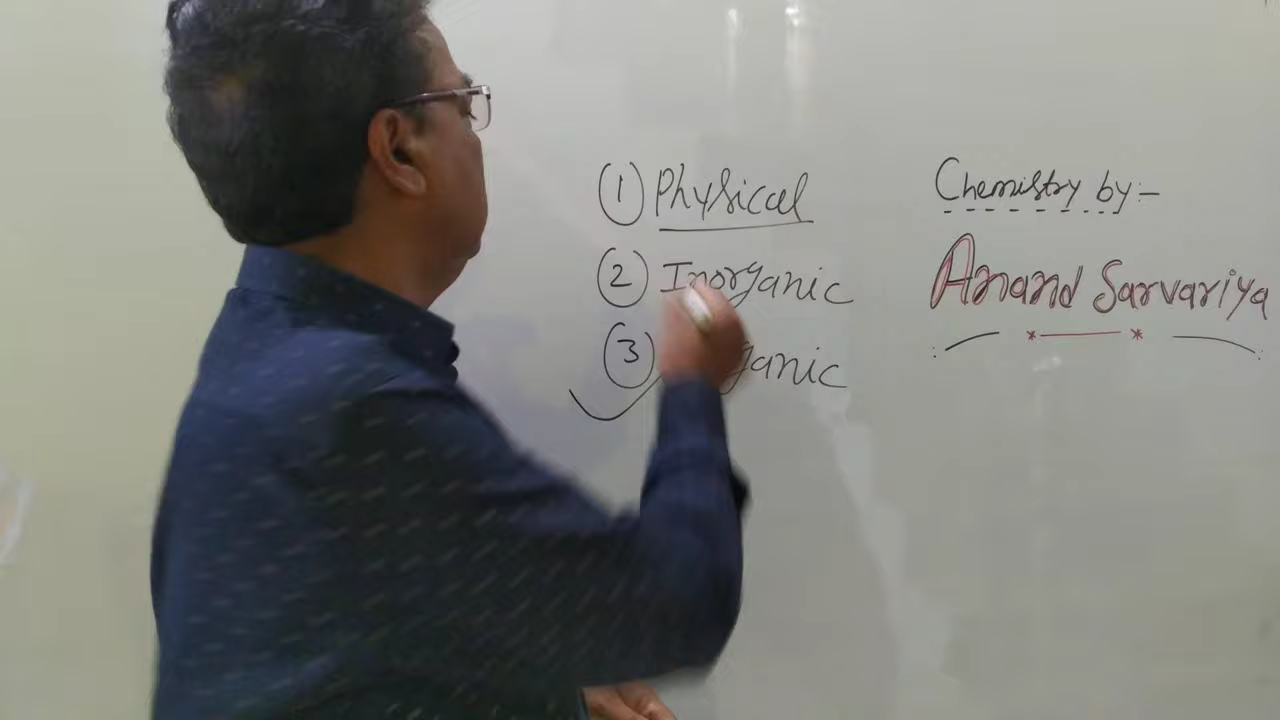 ① Physical
② Inorganic
③
Chemistry by:-
Anand Sarvariya